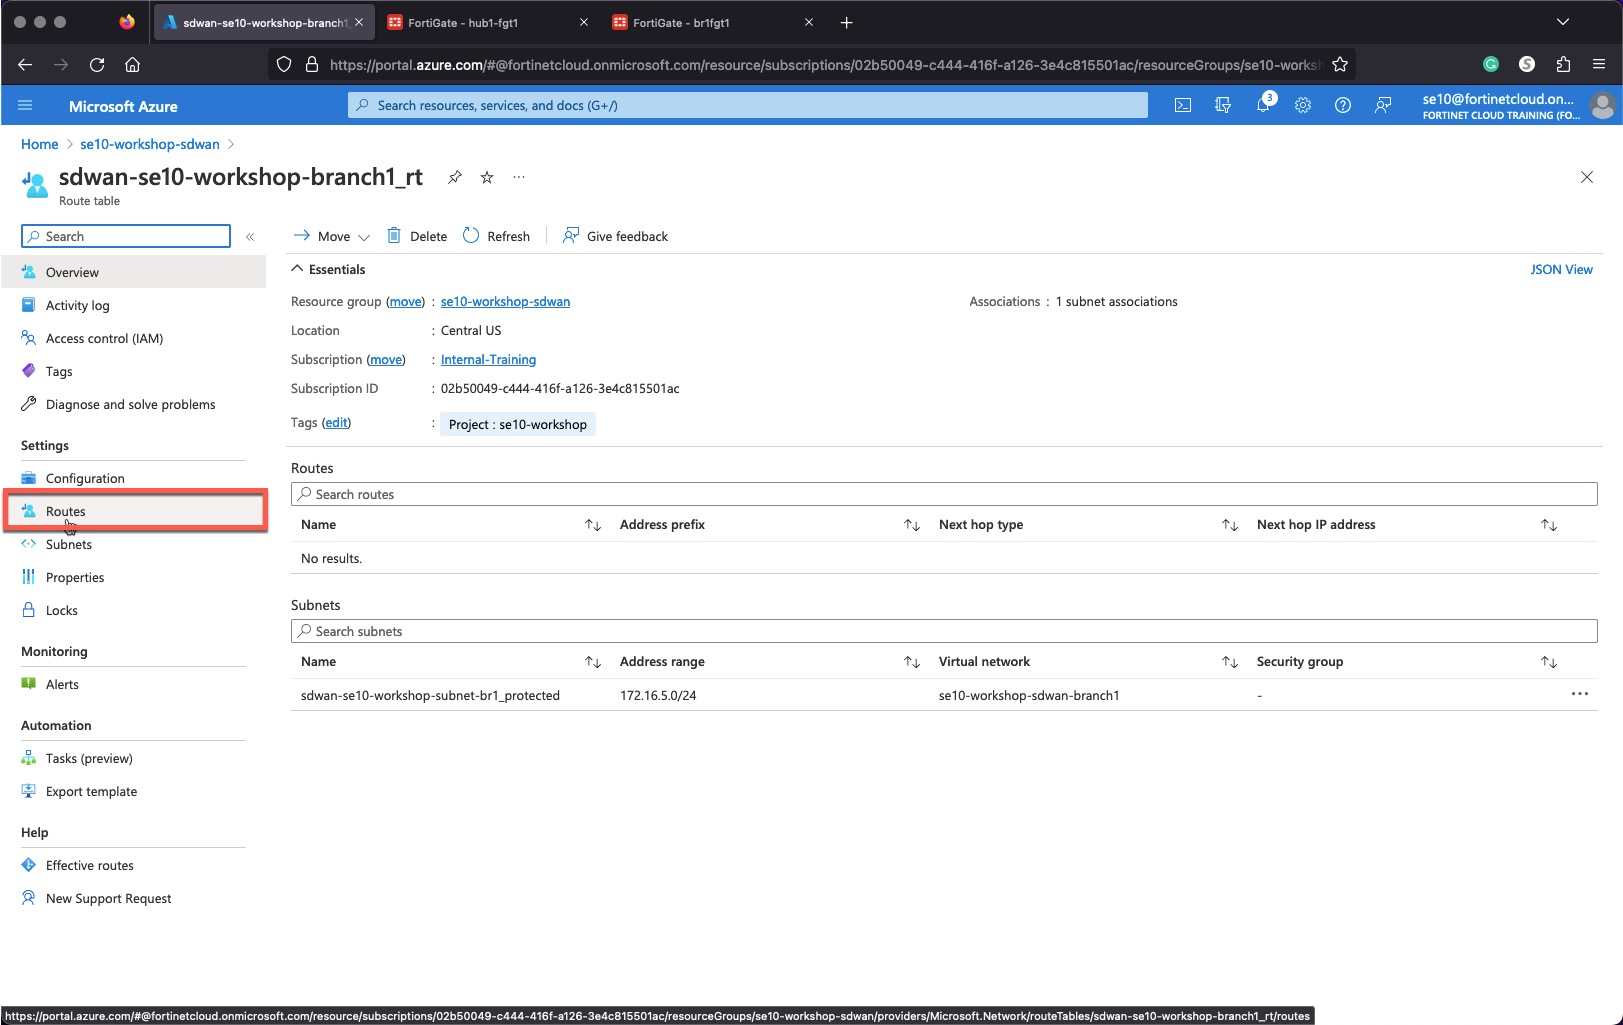 sdwan-se10-workshop-branch1
FortiGate - hub1-fgt1
FortiGate - br1fgt1
https://portal.azure.com/#@fortinetcloud.onmicrosoft.com/resource/subscriptions/02b50049-c444-416f-a126-3e4c815501ac/resourceGroups/se10-works
Microsoft Azure
Search resources, services, and docs (G+/)
3
se10@fortinetcloud.on...
FORTINET CLOUD TRAINING (FO...
Home > se10-workshop-sdwan >
sdwan-se10-workshop-branch1_rt
Route table
Search
Move
Delete
Refresh
Give feedback
Overview
Activity log
Access control (IAM)
Tags
Diagnose and solve problems
Settings
Configuration
Routes
Subnets
Properties
Locks
Monitoring
Alerts
Automation
Tasks (preview)
Export template
Help
Effective routes
New Support Request
Essentials
JSON View
Resource group (move) : se10-workshop-sdwan
Associations : 1 subnet associations
Location : Central US
Subscription (move) : Internal-Training
Subscription ID : 02b50049-c444-416f-a126-3e4c815501ac
Tags (edit) : Project : se10-workshop
Routes
Search routes
Name Address prefix Next hop type Next hop IP address
No results.
Subnets
Search subnets
Name Address range Virtual network Security group
sdwan-se10-workshop-subnet-br1_protected 172.16.5.0/24 se10-workshop-sdwan-branch1 -
https://portal.azure.com/#@fortinetcloud.onmicrosoft.com/resource/subscriptions/02b50049-c444-416f-a126-3e4c815501ac/resourceGroups/se10-workshop-sdwan/providers/Microsoft.Network/routeTables/sdwan-se10-workshop-branch1_rt/routes